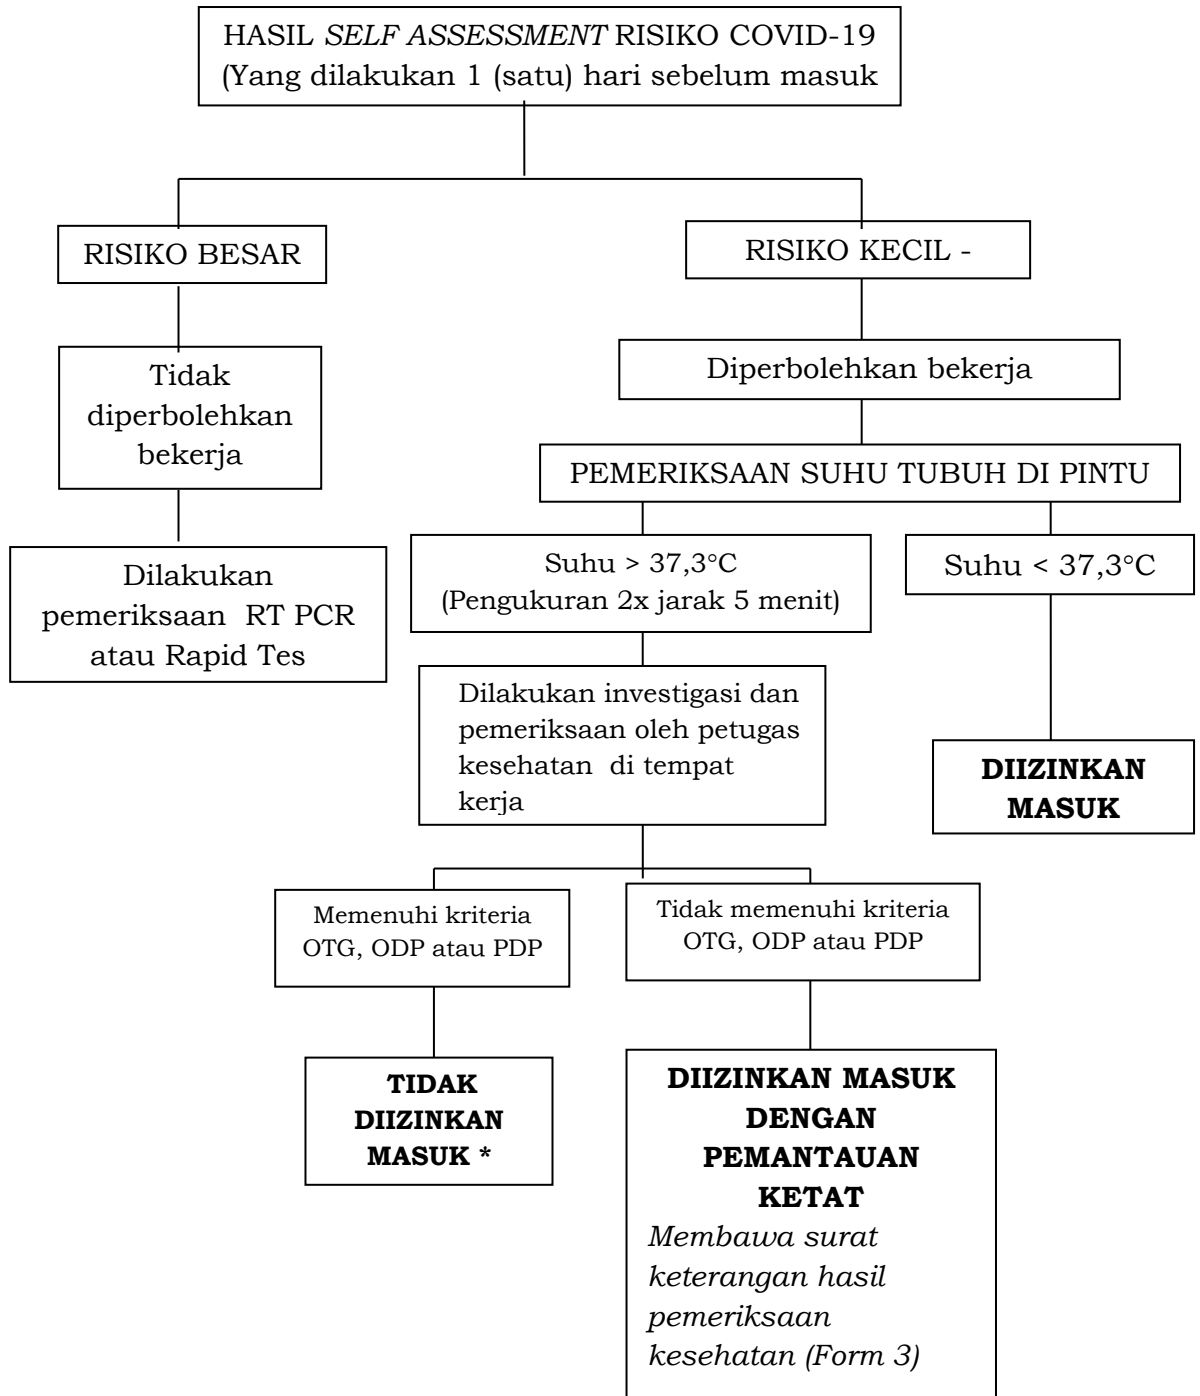 HASIL SELF ASSESSMENT RISIKO COVID-19
(Yang dilakukan 1 (satu) hari sebelum masuk
RISIKO BESAR
RISIKO KECIL -
Tidak
diperbolehkan
bekerja
Diperbolehkan bekerja
PEMERIKSAAN SUHU TUBUH DI PINTU
Dilakukan
pemeriksaan RT PCR
atau Rapid Tes
Suhu > 37,3°C
(Pengukuran 2x jarak 5 menit)
Suhu < 37,3°C
Dilakukan investigasi dan
pemeriksaan oleh petugas
kesehatan di tempat
kerja
DIIZINKAN
MASUK
Memenuhi kriteria
OTG, ODP atau PDP
Tidak memenuhi kriteria
OTG, ODP atau PDP
TIDAK
DIIZINKAN
MASUK *
DIIZINKAN MASUK
DENGAN
PEMANTAUAN
KETAT
Membawa surat
keterangan hasil
pemeriksaan
kesehatan (Form 3)